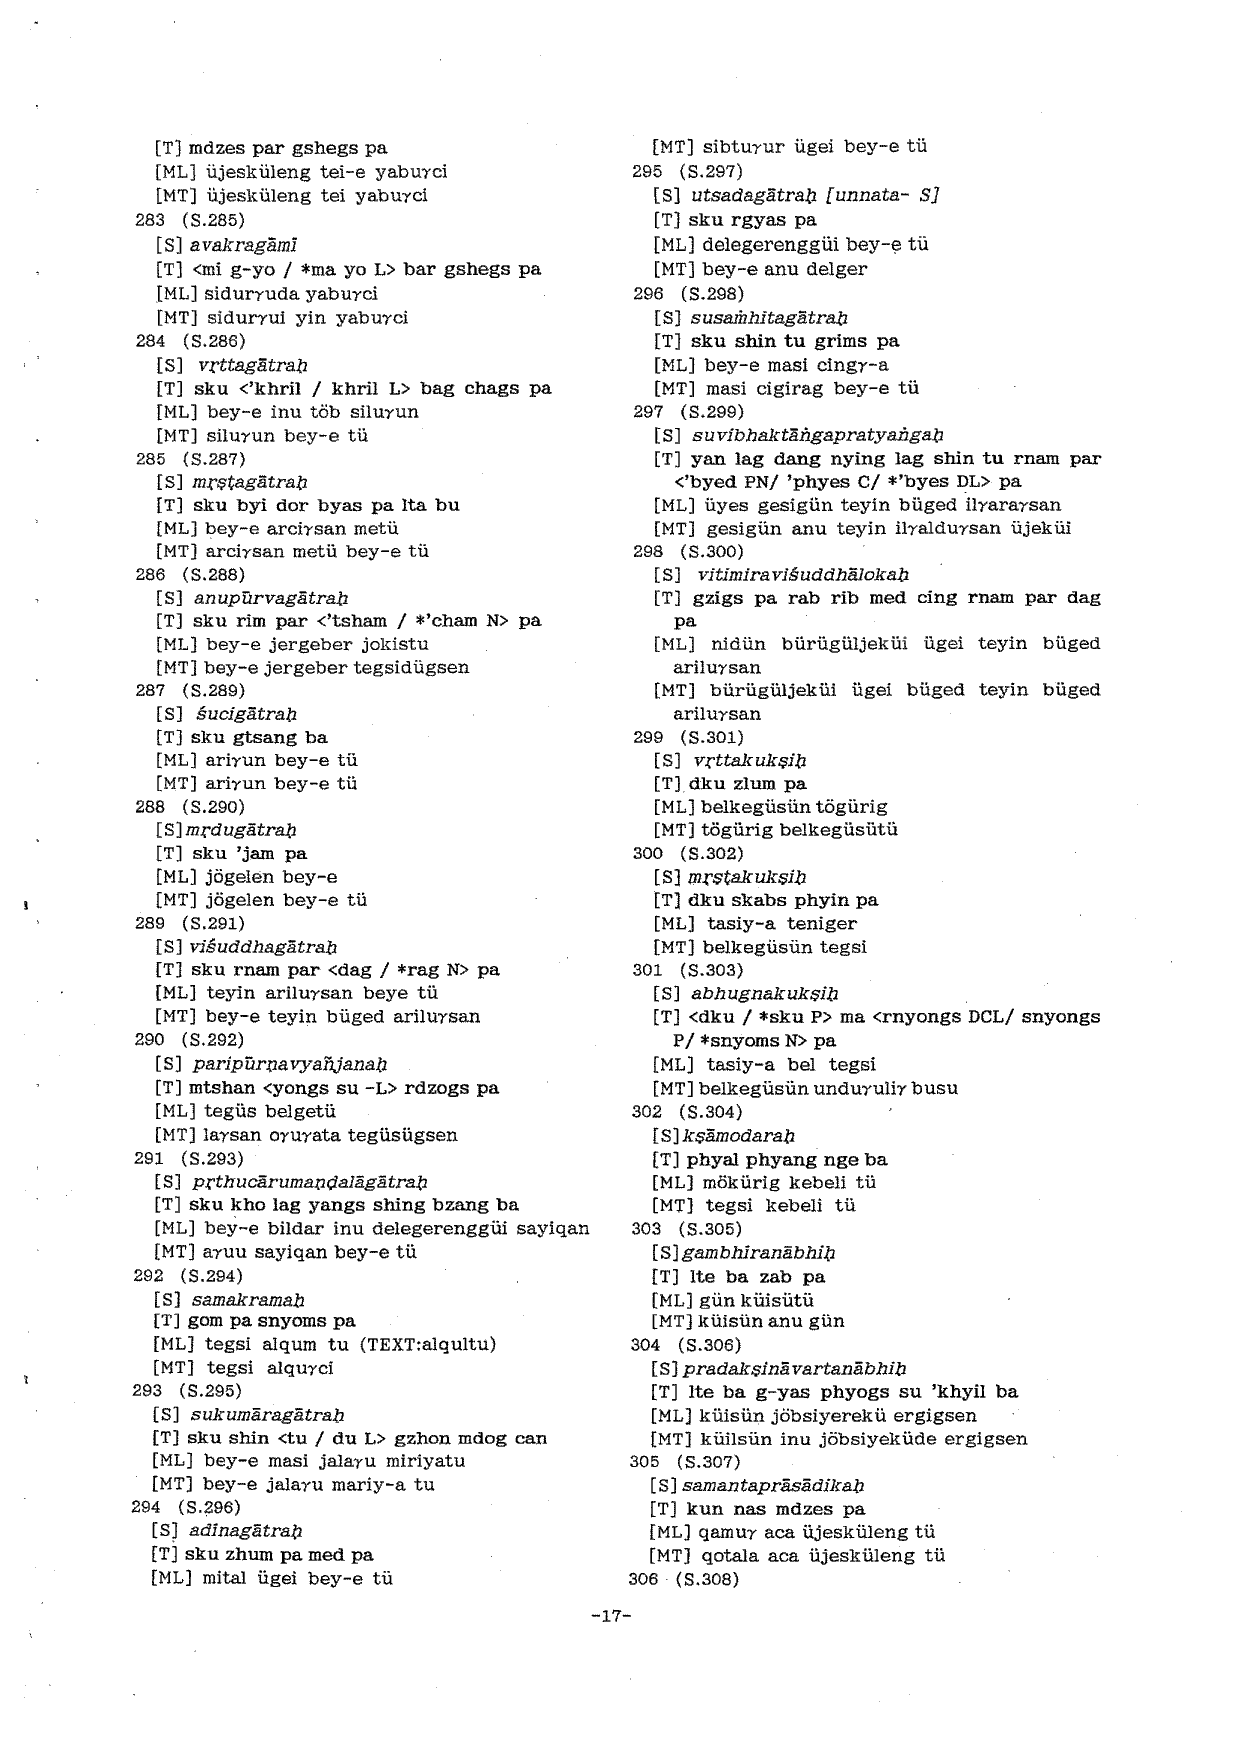 [T] mdzes par gshegs pa
[ML] üjesküleng tei-e yabuγci
[MT] üjesküleng tei yabuγci
283 (S.285)
[S] avakragāmī
[T] <mi g-yo / *ma yo L> bar gshegs pa
[ML] sidurγuda yabuγci
[MT] sidurγui yin yabuγci
284 (S.286)
[S] vṛttagātraḥ
[T] sku <'khril / khril L> bag chags pa
[ML] bey-e inu töb siluγun
[MT] siluγun bey-e tü
285 (S.287)
[S] mṛṣṭagātraḥ
[T] sku byi dor byas pa lta bu
[ML] bey-e arciγsan metü
[MT] arciγsan metü bey-e tü
286 (S.288)
[S] anupūrvagātraḥ
[T] sku rim par <'tsham / *'cham N> pa
[ML] bey-e jergeber jokistu
[MT] bey-e jergeber tegsidügsen
287 (S.289)
[S] śucigātraḥ
[T] sku gtsang ba
[ML] ariγun bey-e tü
[MT] ariγun bey-e tü
288 (S.290)
[S] mṛdugātraḥ
[T] sku 'jam pa
[ML] jögelen bey-e
[MT] jögelen bey-e tü
289 (S.291)
[S] viśuddhagātraḥ
[T] sku rnam par <dag / *rag N> pa
[ML] teyin ariluγsan beye tü
[MT] bey-e teyin büged ariluγsan
290 (S.292)
[S] paripūrṇavyañjanaḥ
[T] mtshan <yongs su -L> rdzogs pa
[ML] tegüs belgetü
[MT] laγsan oγuγata tegüsügsen
291 (S.293)
[S] pṛthucārumaṇḍalāgātraḥ
[T] sku kho lag yangs shing bzang ba
[ML] bey-e bildar inu delegerenggüi sayiqan
[MT] aγuu sayiqan bey-e tü
292 (S.294)
[S] samakramaḥ
[T] gom pa snyoms pa
[ML] tegsi alqum tu (TEXT:alqultu)
[MT] tegsi alquγci
293 (S.295)
[S] sukumāragātraḥ
[T] sku shin <tu / du L> gzhon mdog can
[ML] bey-e masi jalaγu miriyatu
[MT] bey-e jalaγu mariy-a tu
294 (S.296)
[S] adīnagātraḥ
[T] sku zhum pa med pa
[ML] mital ügei bey-e tü
[MT] sibtuγur ügei bey-e tü
295 (S.297)
[S] utsadagātraḥ [unnata- S]
[T] sku rgyas pa
[ML] delegerenggüi bey-e tü
[MT] bey-e anu delger
296 (S.298)
[S] susaṁhitagātraḥ
[T] sku shin tu grims pa
[ML] bey-e masi cingγ-a
[MT] masi cigirag bey-e tü
297 (S.299)
[S] suvibhaktāṅgapratyaṅgaḥ
[T] yan lag dang nying lag shin tu rnam par
<'byed PN/ 'phyes C/ *'byes DL> pa
[ML] üyes gesigün teyin büged ilγaraγsan
[MT] gesigün anu teyin ilγalduγsan üjeküi
298 (S.300)
[S] vitimiraviśuddhālokaḥ
[T] gzigs pa rab rib med cing rnam par dag
pa
[ML] nidün bürügüljeküi ügei teyin büged
ariluγsan
[MT] bürügüljeküi ügei büged teyin büged
ariluγsan
299 (S.301)
[S] vṛttakukṣiḥ
[T] dku zlum pa
[ML] belkegüsün tögürig
[MT] tögürig belkegüsütü
300 (S.302)
[S] mṛṣṭakukṣiḥ
[T] dku skabs phyin pa
[ML] tasiy-a teniger
[MT] belkegüsün tegsi
301 (S.303)
[S] abhugnakukṣiḥ
[T] <dku / *sku P> ma <rnyongs DCL/ snyongs
P/ *snyoms N> pa
[ML] tasiy-a bel tegsi
[MT] belkegüsün unduγuliγ busu
302 (S.304)
[S] kṣāmodaraḥ
[T] phyal phyang nge ba
[ML] mökürig kebeli tü
[MT] tegsi kebeli tü
303 (S.305)
[S] gambhīranābhiḥ
[T] lte ba zab pa
[ML] gün küisütü
[MT] küisün anu gün
304 (S.306)
[S] pradakṣināvartanābhiḥ
[T] lte ba g-yas phyogs su 'khyil ba
[ML] küisün jöbsiyerekü ergigsen
[MT] küilsün inu jöbsiyeküde ergigsen
305 (S.307)
[S] samantaprāsādikaḥ
[T] kun nas mdzes pa
[ML] qamuγ aca üjesküleng tü
[MT] qotala aca üjesküleng tü
306 (S.308)
-17-